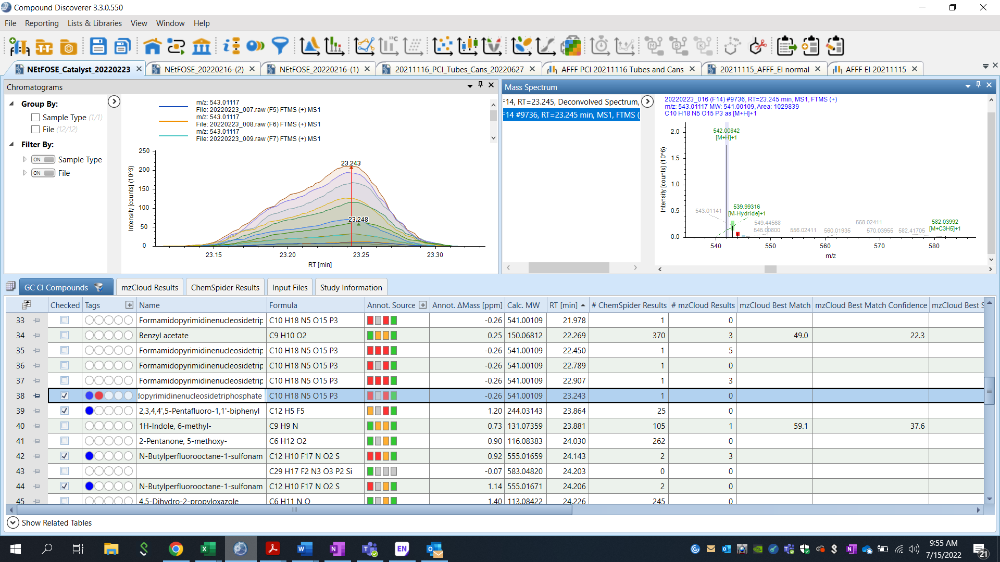 Compound Discoverer 3.3.0.550
File Reporting Lists & Libraries View Window Help
NEtFOSE_Catalyst_20220223 NEtFOSE_20220216-(2) NEtFOSE_20220216-(1) 20211116_PCI_Tubes_Cans_20220627 AFFF PCI 20211116 Tubes and Cans 20211115_AFFF_EI normal AFFF EI 20211115
Chromatograms
Group By:
Sample Type (1/1)
File (12/12)
Filter By:
ON Sample Type
ON File
m/z: 543.01117
File: 20220223_007.raw (F5) FTMS (+) MS1
m/z: 543.01117
File: 20220223_008.raw (F6) FTMS (+) MS1
m/z: 543.01117
File: 20220223_009.raw (F7) FTMS (+) MS1
Intensity [counts] (10^3)
250
200
150
100
50
0
23.243
23.248
23.15 23.20 23.25 23.30
RT [min]
Mass Spectrum
F14, RT=23.245, Deconvolved Spectrum,
F14 #9736, RT=23.245 min, MS1, FTMS (
20220223_016 (F14) #9736, RT=23.245 min, MS1, FTMS (+)
m/z: 543.01117 MW: 541.00109, Area: 1029839
C10 H18 N5 O15 P3 as [M+H]+1
Intensity [counts] (10^6)
2.0
1.5
1.0
0.5
0.0
542.00842
[M+H]+1
543.01141
539.99316
[M-Hydride]+1
549.44568
545.00800
556.02411
560.01935
568.02411
570.03955
582.41705
582.03992
[M+C3H5]+1
540 550 560 570 580
m/z
GC CI Compounds mzCloud Results ChemSpider Results Input Files Study Information
Checked Tags Name Formula Annot. Source Annot. ΔMass [ppm] Calc. MW RT [min] # ChemSpider Results # mzCloud Results mzCloud Best Match mzCloud Best Match Confidence mzCloud Best S
33 Formamidopyrimidinenucleosidetrip C10 H18 N5 O15 P3 -0.26 541.00109 21.978 1 0
34 Benzyl acetate C9 H10 O2 0.25 150.06812 22.269 370 3 49.0 22.3
35 Formamidopyrimidinenucleosidetrip C10 H18 N5 O15 P3 -0.26 541.00109 22.450 1 5
36 Formamidopyrimidinenucleosidetrip C10 H18 N5 O15 P3 -0.26 541.00109 22.789 1 0
37 Formamidopyrimidinenucleosidetrip C10 H18 N5 O15 P3 -0.26 541.00109 22.907 1 3
38 dopyrimidinenucleosidetriphosphate C10 H18 N5 O15 P3 -0.26 541.00109 23.243 1 0
39 2,3,4,4',5-Pentafluoro-1,1'-biphenyl C12 H5 F5 1.20 244.03143 23.864 25 0
40 1H-Indole, 6-methyl- C9 H9 N 0.73 131.07359 23.881 105 1 59.1 37.6
41 2-Pentanone, 5-methoxy- C6 H12 O2 0.90 116.08383 24.030 262 0
42 N-Butylperfluorooctane-1-sulfonam C12 H10 F17 N O2 S 0.92 555.01659 24.143 2 3
43 C29 H17 F2 N3 O3 P2 Si -0.07 583.04820 24.203 0 0
44 N-Butylperfluorooctane-1-sulfonam C12 H10 F17 N O2 S 1.14 555.01671 24.206 2 0
45 4,5-Dihydro-2-propyloxazole C6 H11 N O 1.40 113.08422 24.226 245 0
Show Related Tables
EN
9:55 AM
7/15/2022
21